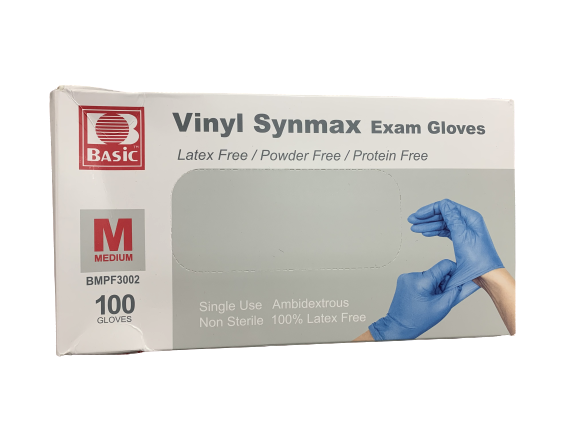 B
BASIC™
Vinyl Synmax Exam Gloves
Latex Free / Powder Free / Protein Free
M
MEDIUM
BMPF3002
100
GLOVES
Single Use Ambidextrous
Non Sterile 100% Latex Free